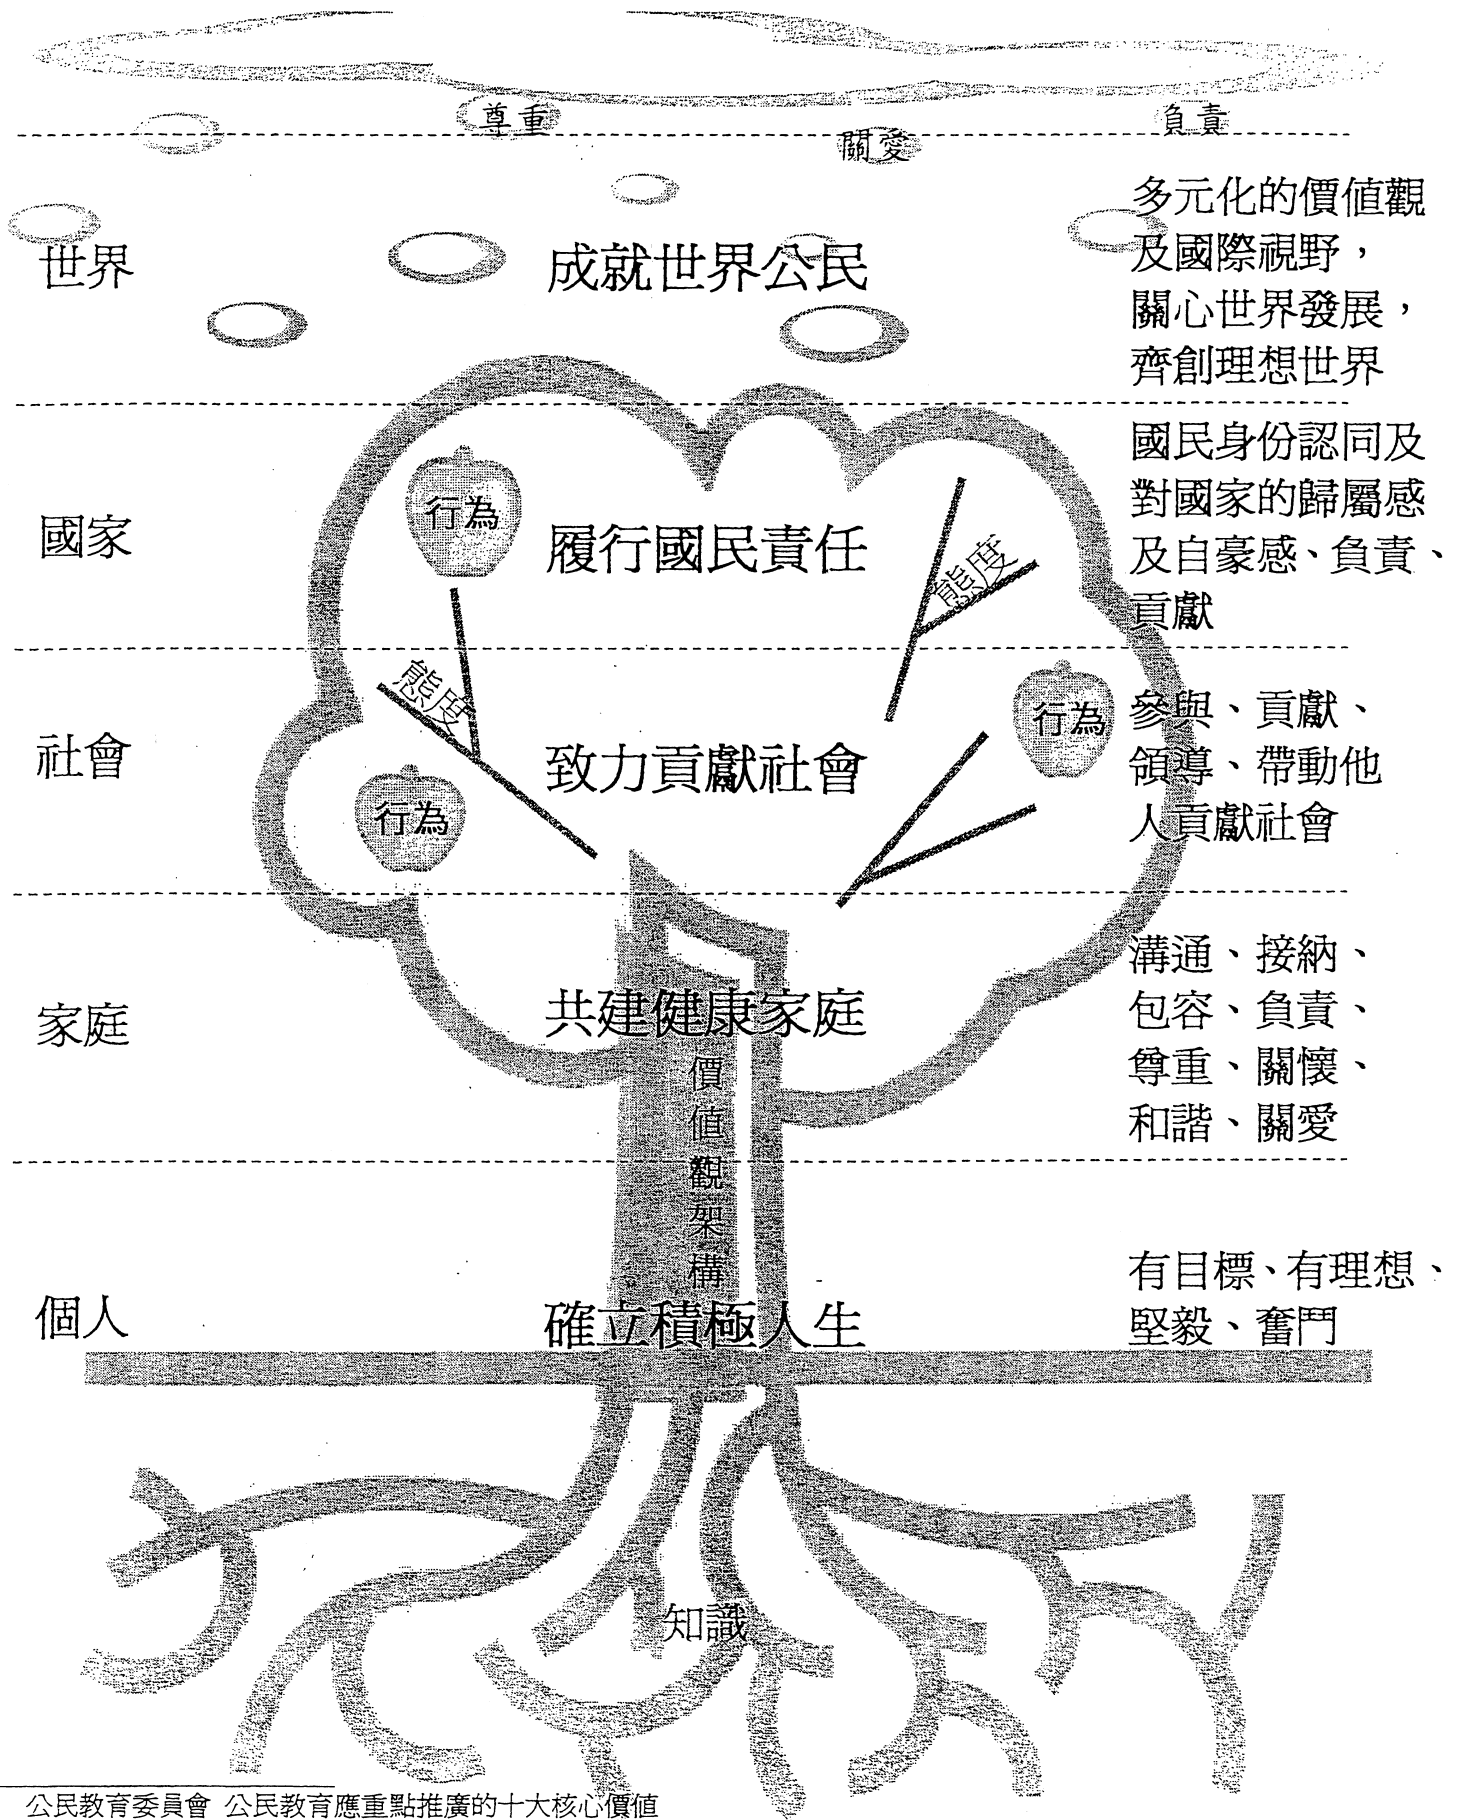 尊重
負責
關愛
世界
成就世界公民
多元化的價值觀
及國際視野，
關心世界發展，
齊創理想世界
國家
行為
履行國民責任
態度
國民身份認同及
對國家的歸屬感
及自豪感、負責、
貢獻
社會
態度
行為
致力貢獻社會
行為
參與、貢獻、
領導、帶動他
人貢獻社會
家庭
共建健康家庭
溝通、接納、
包容、負責、
尊重、關懷、
和諧、關愛
價值觀架構
個人
確立積極人生
有目標、有理想、
堅毅、奮鬥
知識
公民教育委員會 公民教育應重點推廣的十大核心價值